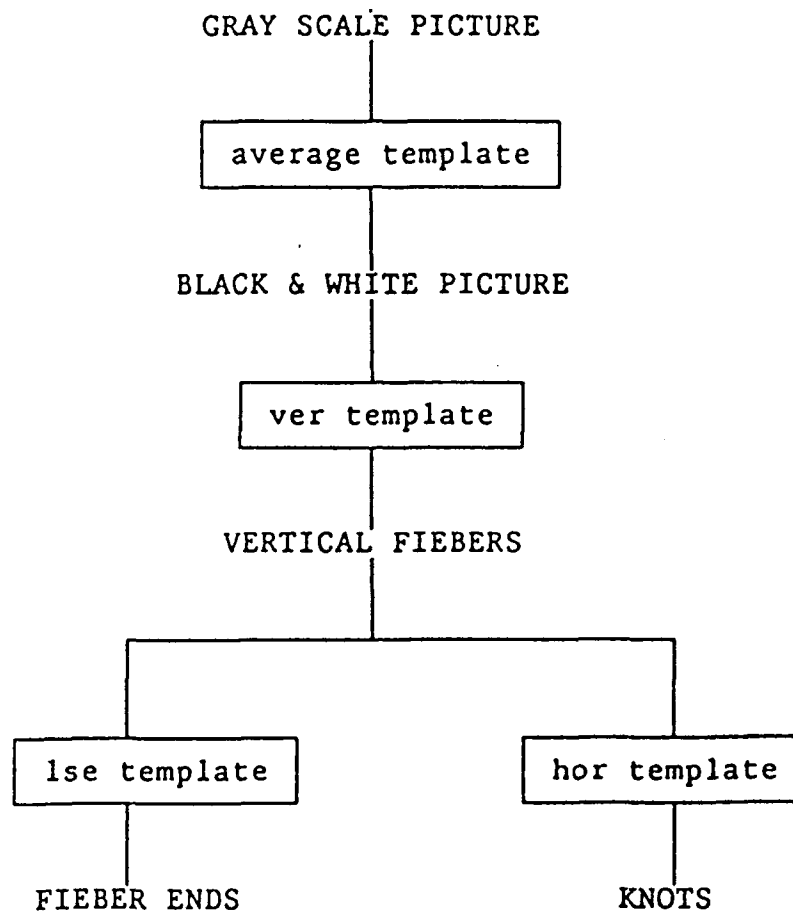 GRAY SCALE PICTURE
average template
BLACK & WHITE PICTURE
ver template
VERTICAL FIEBERS
lse template
hor template
FIEBER ENDS
KNOTS